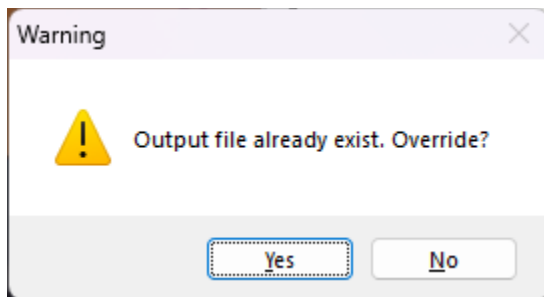 Warning
Output file already exist. Override?
Yes
No